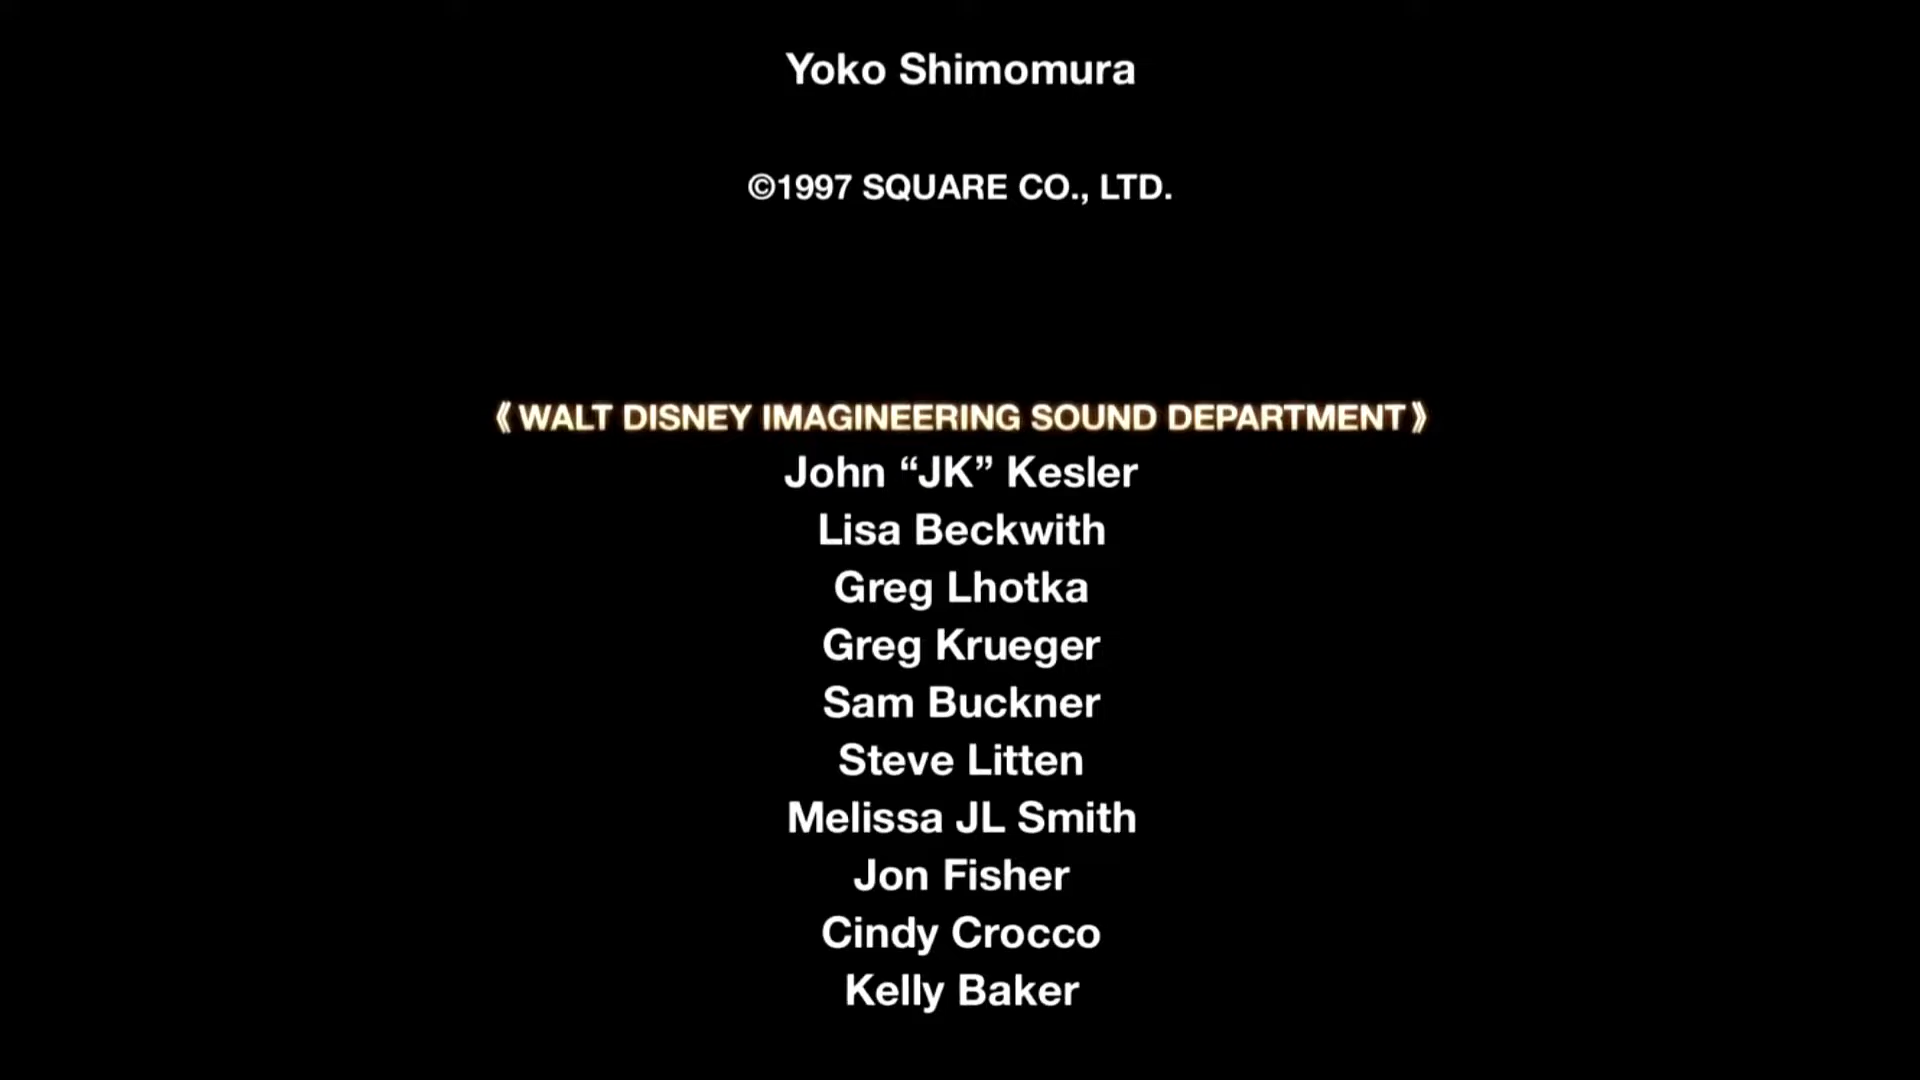 Yoko Shimomura
©1997 SQUARE CO., LTD.
《WALT DISNEY IMAGINEERING SOUND DEPARTMENT》
John “JK” Kesler
Lisa Beckwith
Greg Lhotka
Greg Krueger
Sam Buckner
Steve Litten
Melissa JL Smith
Jon Fisher
Cindy Crocco
Kelly Baker